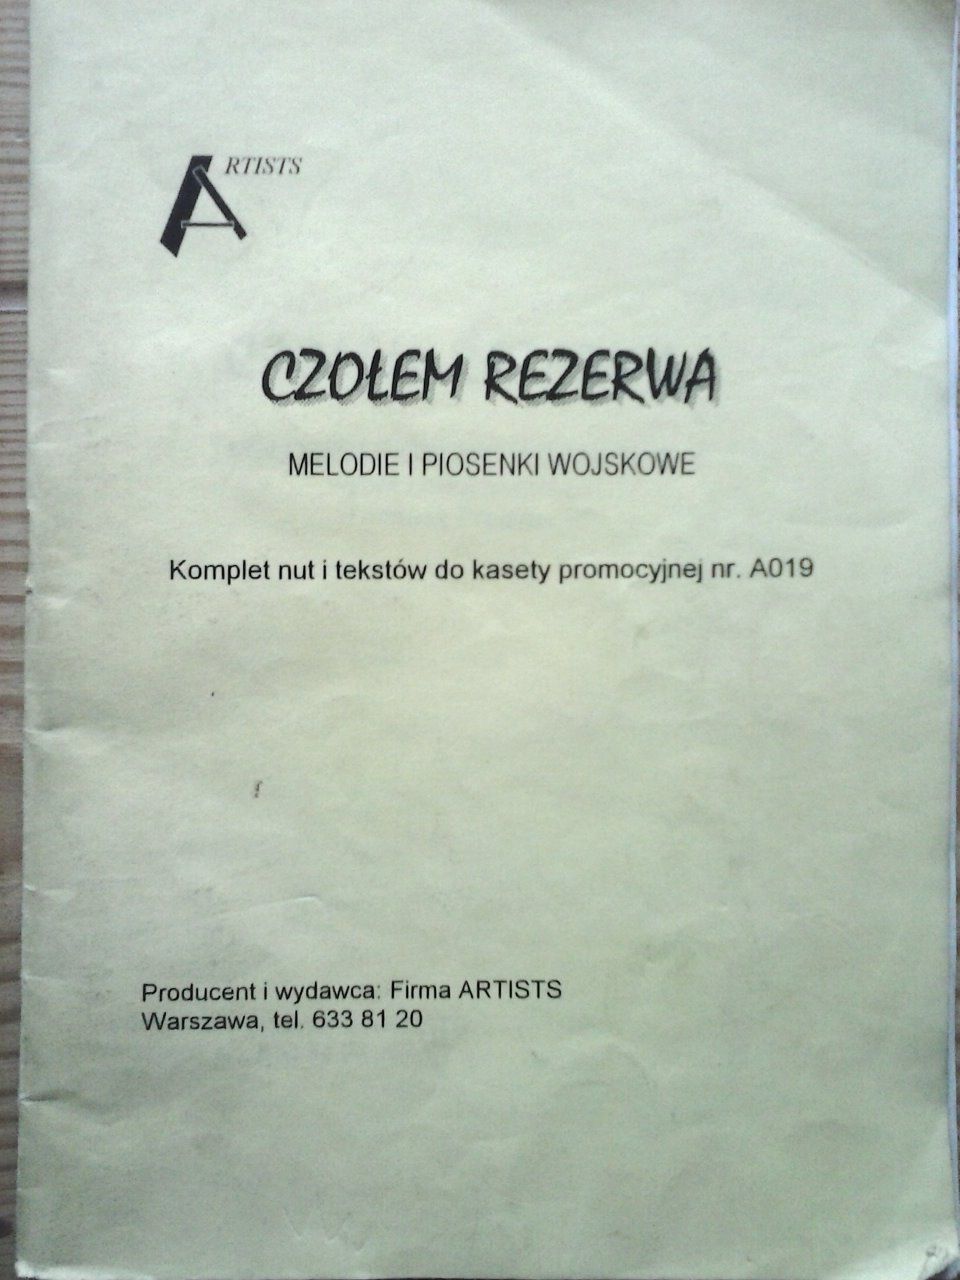 ARTISTS
CZOŁEM REZERWA
MELODIE I PIOSENKI WOJSKOWE
Komplet nut i tekstów do kasety promocyjnej nr. A019
Producent i wydawca: Firma ARTISTS
Warszawa, tel. 633 81 20